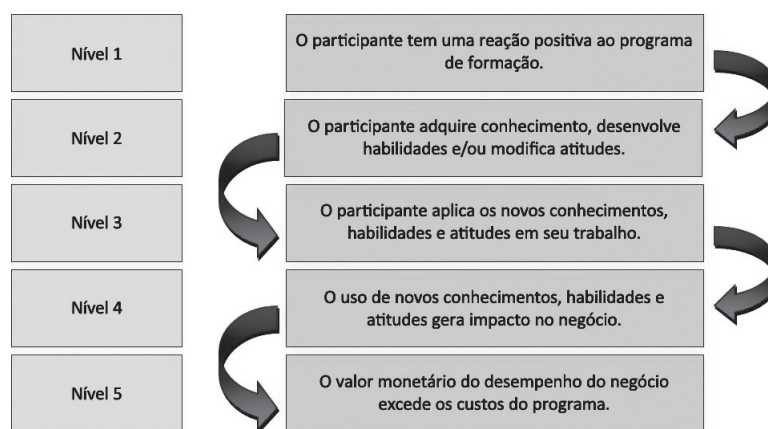 Nível 1
O participante tem uma reação positiva ao programa
de formação.
Nível 2
O participante adquire conhecimento, desenvolve
habilidades e/ou modifica atitudes.
Nível 3
O participante aplica os novos conhecimentos,
habilidades e atitudes em seu trabalho.
Nível 4
O uso de novos conhecimentos, habilidades e
atitudes gera impacto no negócio.
Nível 5
O valor monetário do desempenho do negócio
excede os custos do programa.